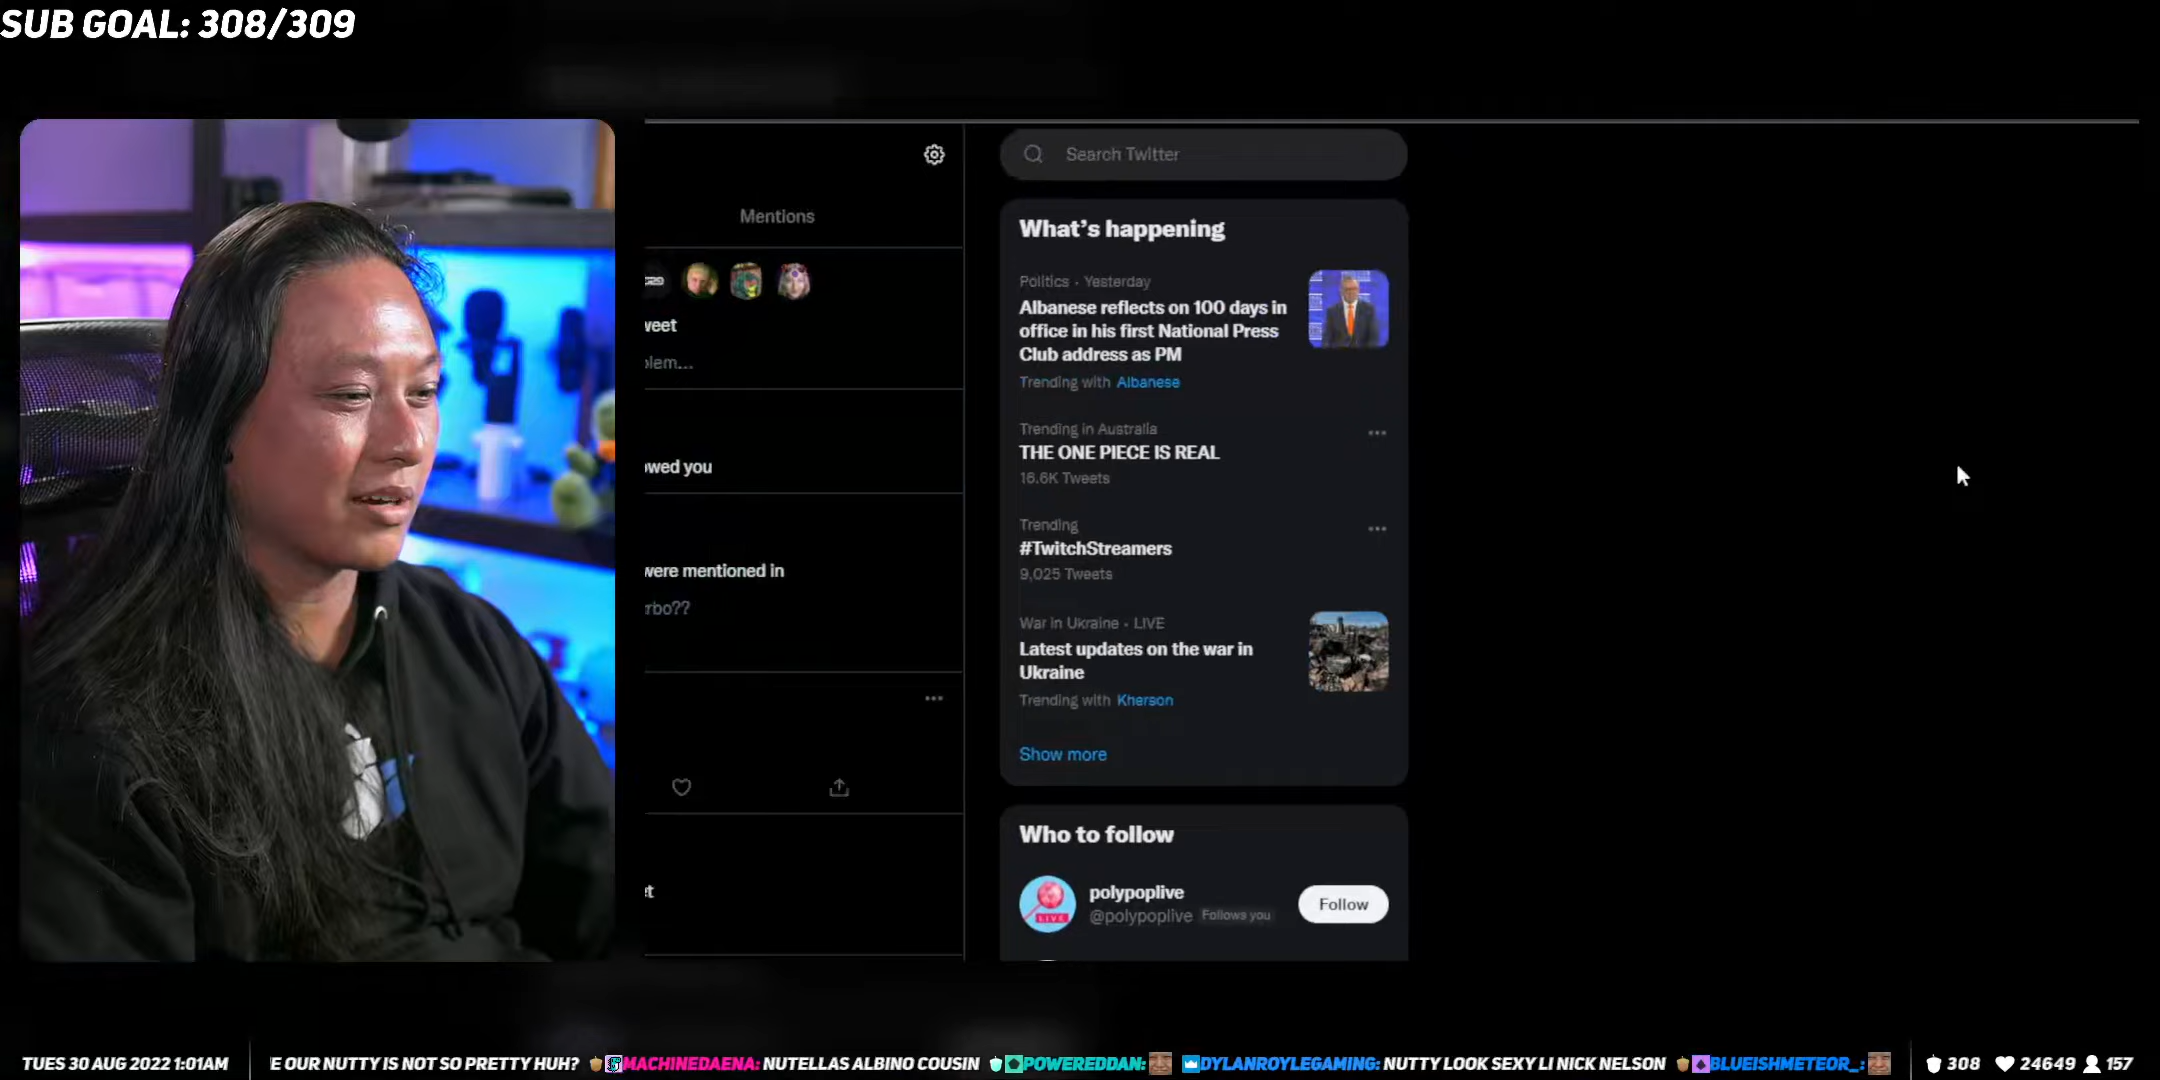 SUB GOAL: 308/309
Search Twitter
Mentions
What's happening
Politics · Yesterday
Albanese reflects on 100 days in
office in his first National Press
Club address as PM
Trending with Albanese
weet
lem...
Trending in Australia
THE ONE PIECE IS REAL
16.6K Tweets
owed you
Trending
#TwitchStreamers
9,025 Tweets
were mentioned in
rbo??
War in Ukraine · LIVE
Latest updates on the war in
Ukraine
Trending with Kherson
Show more
Who to follow
polypoplive
@polypoplive Follows you
Follow
LIVE
et
TUES 30 AUG 2022 1:01AM
E OUR NUTTY IS NOT SO PRETTY HUH? MACHINEDAENA: NUTELLAS ALBINO COUSIN POWEREDDAN: DYLANROYLEGAMING: NUTTY LOOK SEXY LI NICK NELSON BLUEISHMETEOR_:
308 24649 157